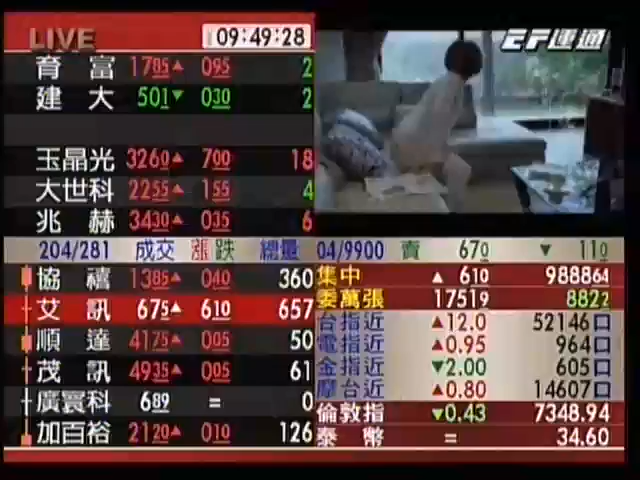 LIVE 09:49:28
EF運通
育富 1785▲ 095 2
建大 501▼ 030 2
玉晶光 3260▲ 700 18
大世科 2255▲ 155 4
兆赫 3430▲ 035 6
204/281 成交 漲跌 總量
協禧 1385▲ 040 360
艾訊 675▲ 610 657
順達 4175▲ 005 50
茂訊 4935▲ 005 61
廣寰科 689 = 0
加百裕 2120▲ 010 126
04/9900 賣 670 ▼ 110
集中 ▲ 610 98864
委萬張 17519 8822
台指近 ▲12.0 52146口
電指近 ▲0.95 964口
金指近 ▼2.00 605口
摩台近 ▲0.80 14607口
倫敦指 ▼0.43 7348.94
泰幣 = 34.60